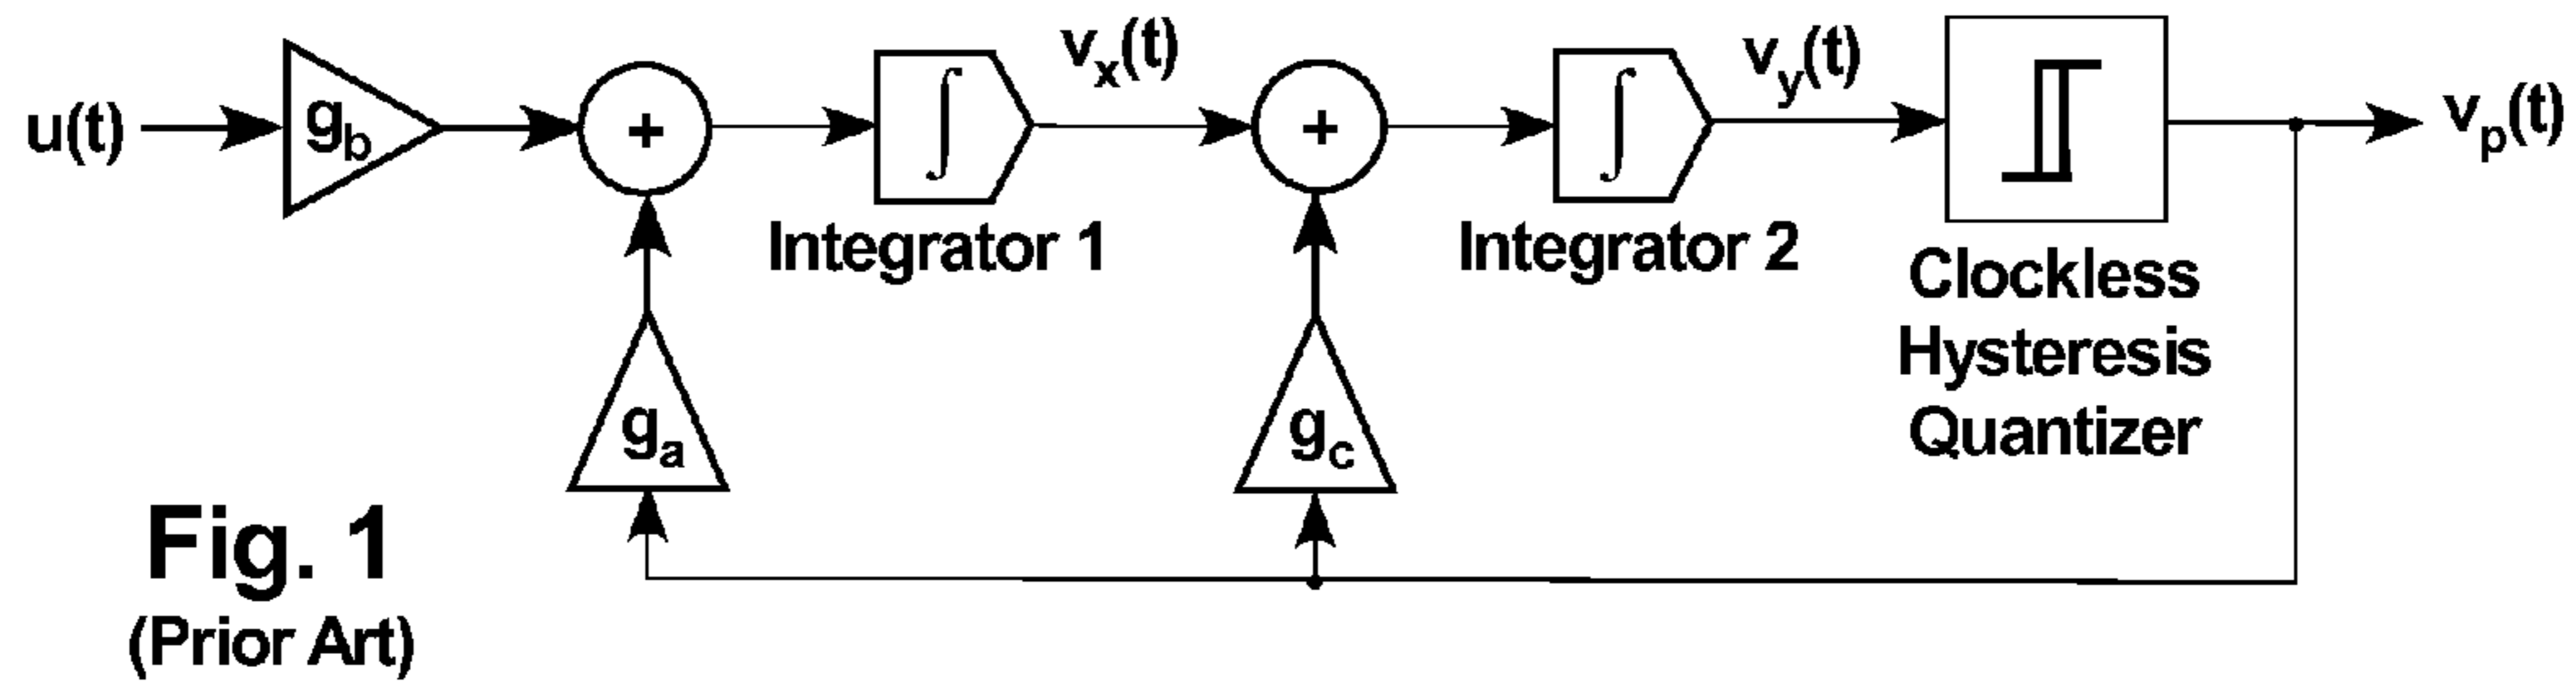 u(t)
g_b
+
∫
v_x(t)
Integrator 1
+
∫
v_y(t)
Integrator 2
v_p(t)
Clockless
Hysteresis
Quantizer
g_a
g_c
Fig. 1
(Prior Art)